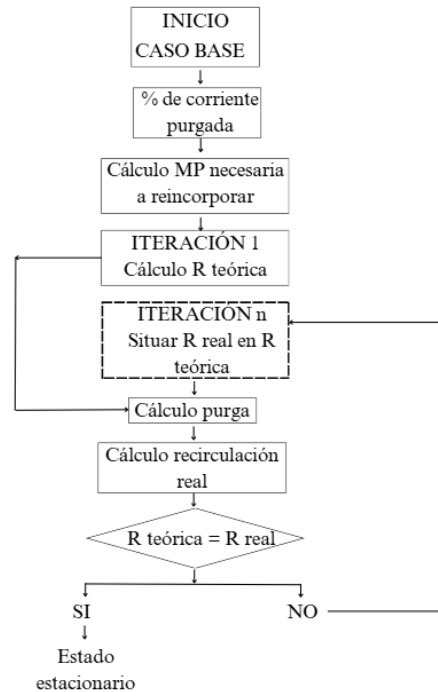 INICIO
CASO BASE
% de corriente
purgada
Cálculo MP necesaria
a reincorporar
ITERACIÓN 1
Cálculo R teórica
ITERACIÓN n
Situar R real en R
teórica
Cálculo purga
Cálculo recirculación
real
R teórica = R real
SI
NO
Estado
estacionario